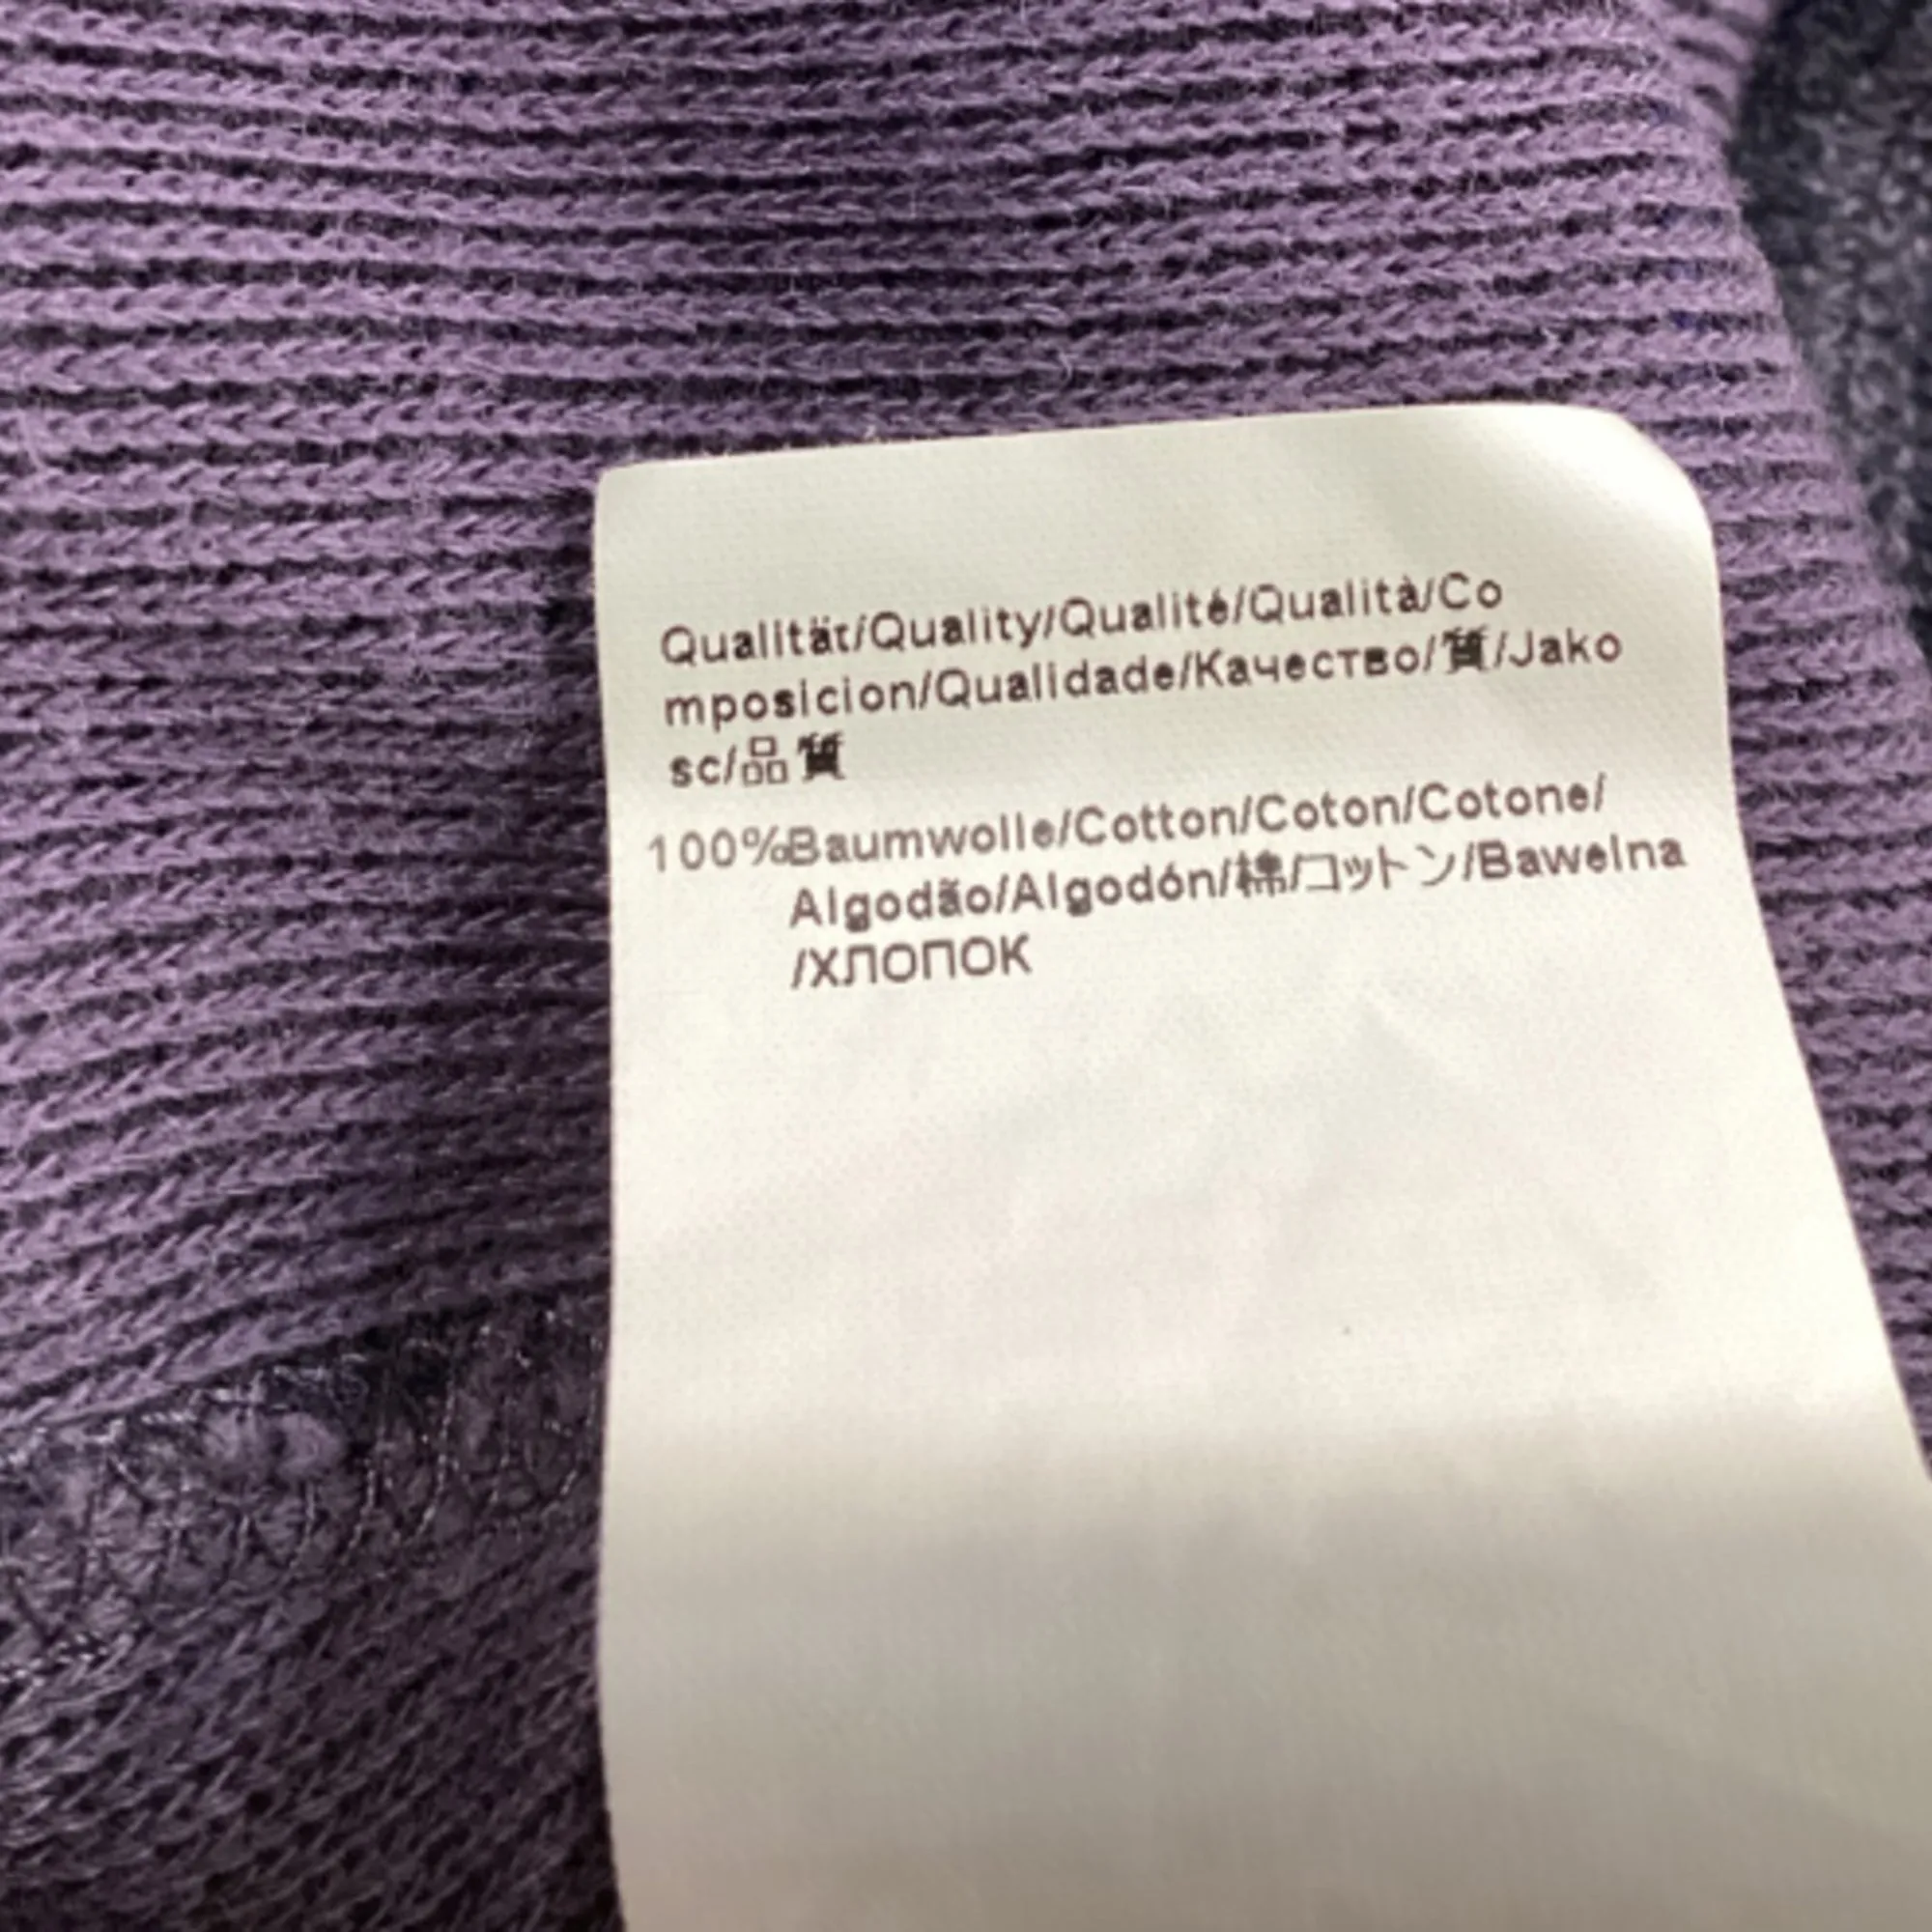 Qualität/Quality/Qualité/Qualità/Co
mposicion/Qualidade/Качество/質/Jako
sc/品質
100%Baumwolle/Cotton/Coton/Cotone/
Algodão/Algodón/棉/コットン/Bawelna
/ХЛОПОК